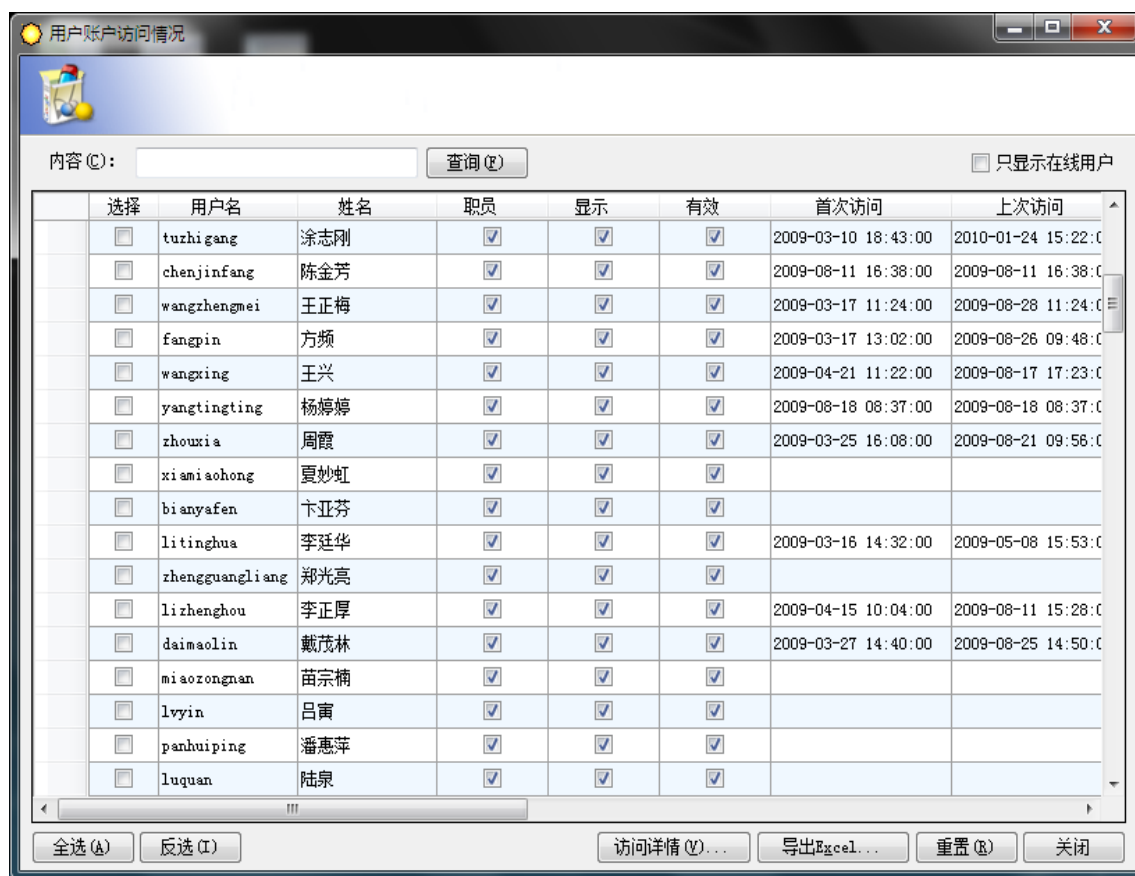 用户账户访问情况
内容(C): 查询(F) 只显示在线用户
选择 用户名 姓名 职员 显示 有效 首次访问 上次访问
tuzhigang 涂志刚 2009-03-10 18:43:00 2010-01-24 15:22:0
chenjinfang 陈金芳 2009-08-11 16:38:00 2009-08-11 16:38:0
wangzhengmei 王正梅 2009-03-17 11:24:00 2009-08-28 11:24:0
fangpin 方频 2009-03-17 13:02:00 2009-08-26 09:48:0
wangxing 王兴 2009-04-21 11:22:00 2009-08-17 17:23:0
yangtingting 杨婷婷 2009-08-18 08:37:00 2009-08-18 08:37:0
zhouxia 周霞 2009-03-25 16:08:00 2009-08-21 09:56:0
xiamiaohong 夏妙虹
bianyafen 卞亚芬
litinghua 李廷华 2009-03-16 14:32:00 2009-05-08 15:53:0
zhengguangliang 郑光亮
lizhenghou 李正厚 2009-04-15 10:04:00 2009-08-11 15:28:0
daimaolin 戴茂林 2009-03-27 14:40:00 2009-08-25 14:50:0
miaozongnan 苗宗楠
lvyin 吕寅
panhuiping 潘惠萍
luquan 陆泉
全选(A) 反选(I) 访问详情(V)... 导出Excel... 重置(R) 关闭